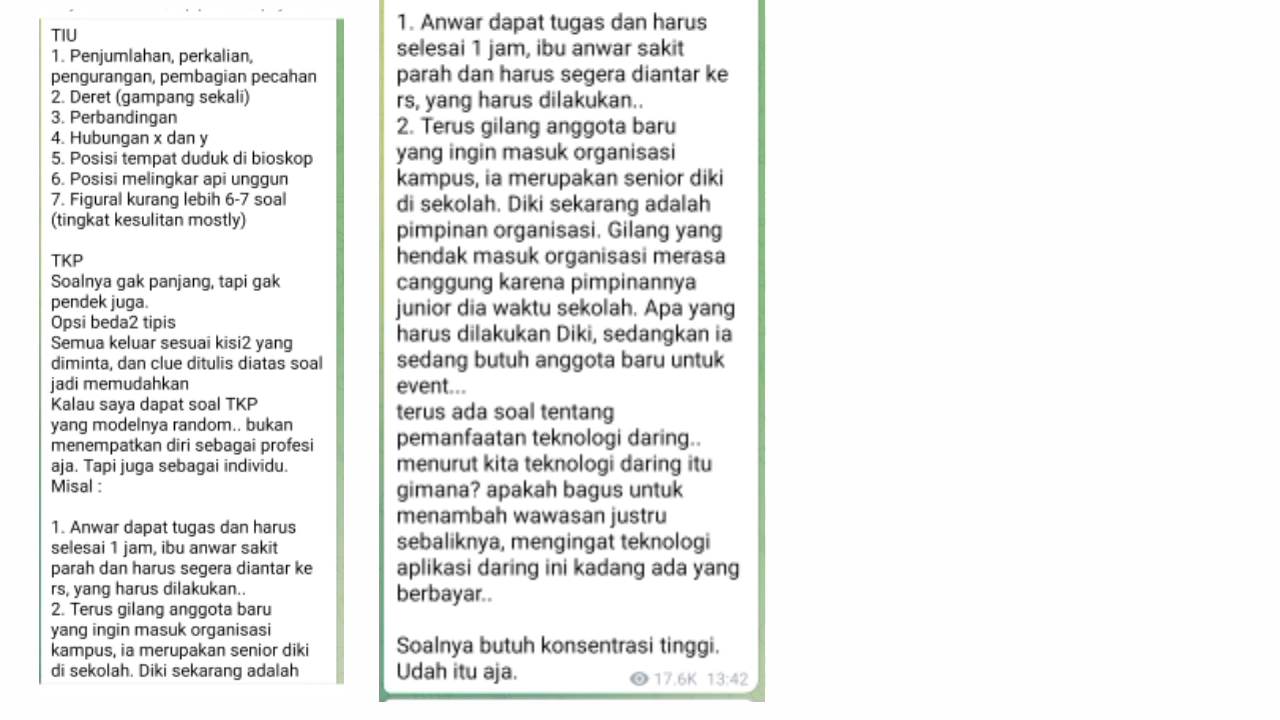 TIU
1. Penjumlahan, perkalian,
pengurangan, pembagian pecahan
2. Deret (gampang sekali)
3. Perbandingan
4. Hubungan x dan y
5. Posisi tempat duduk di bioskop
6. Posisi melingkar api unggun
7. Figural kurang lebih 6-7 soal
(tingkat kesulitan mostly)
TKP
Soalnya gak panjang, tapi gak
pendek juga.
Opsi beda2 tipis
Semua keluar sesuai kisi2 yang
diminta, dan clue ditulis diatas soal
jadi memudahkan
Kalau saya dapat soal TKP
yang modelnya random.. bukan
menempatkan diri sebagai profesi
aja. Tapi juga sebagai individu.
Misal :
1. Anwar dapat tugas dan harus
selesai 1 jam, ibu anwar sakit
parah dan harus segera diantar ke
rs, yang harus dilakukan..
2. Terus gilang anggota baru
yang ingin masuk organisasi
kampus, ia merupakan senior diki
di sekolah. Diki sekarang adalah
1. Anwar dapat tugas dan harus
selesai 1 jam, ibu anwar sakit
parah dan harus segera diantar ke
rs, yang harus dilakukan..
2. Terus gilang anggota baru
yang ingin masuk organisasi
kampus, ia merupakan senior diki
di sekolah. Diki sekarang adalah
pimpinan organisasi. Gilang yang
hendak masuk organisasi merasa
canggung karena pimpinannya
junior dia waktu sekolah. Apa yang
harus dilakukan Diki, sedangkan ia
sedang butuh anggota baru untuk
event...
terus ada soal tentang
pemanfaatan teknologi daring..
menurut kita teknologi daring itu
gimana? apakah bagus untuk
menambah wawasan justru
sebaliknya, mengingat teknologi
aplikasi daring ini kadang ada yang
berbayar..
Soalnya butuh konsentrasi tinggi.
Udah itu aja.
17.6K 13:42